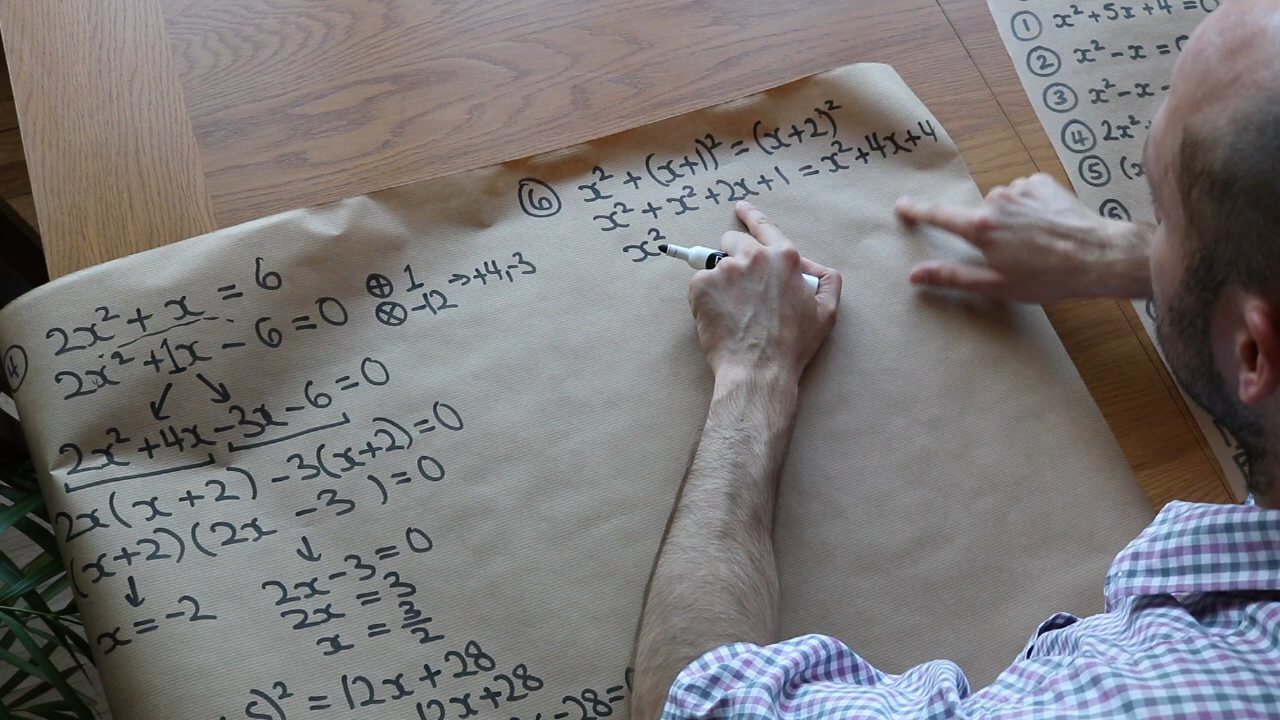 ④ 2x² + x = 6
2x² + 1x - 6 = 0
⊕ 1 → +4, -3
⊗ -12
2x² + 4x - 3x - 6 = 0
2x(x + 2) - 3(x+2) = 0
(x+2)(2x - 3) = 0
x = -2
2x - 3 = 0
2x = 3
x = 3/2
)² = 12x + 28
12x + 28
- 28 =
⑥ x² + (x+1)² = (x+2)²
x² + x² + 2x + 1 = x² + 4x + 4
x²
① x² + 5x + 4 =
② x² - x =
③ x² - x -
④ 2x²
⑤ (x
⑥